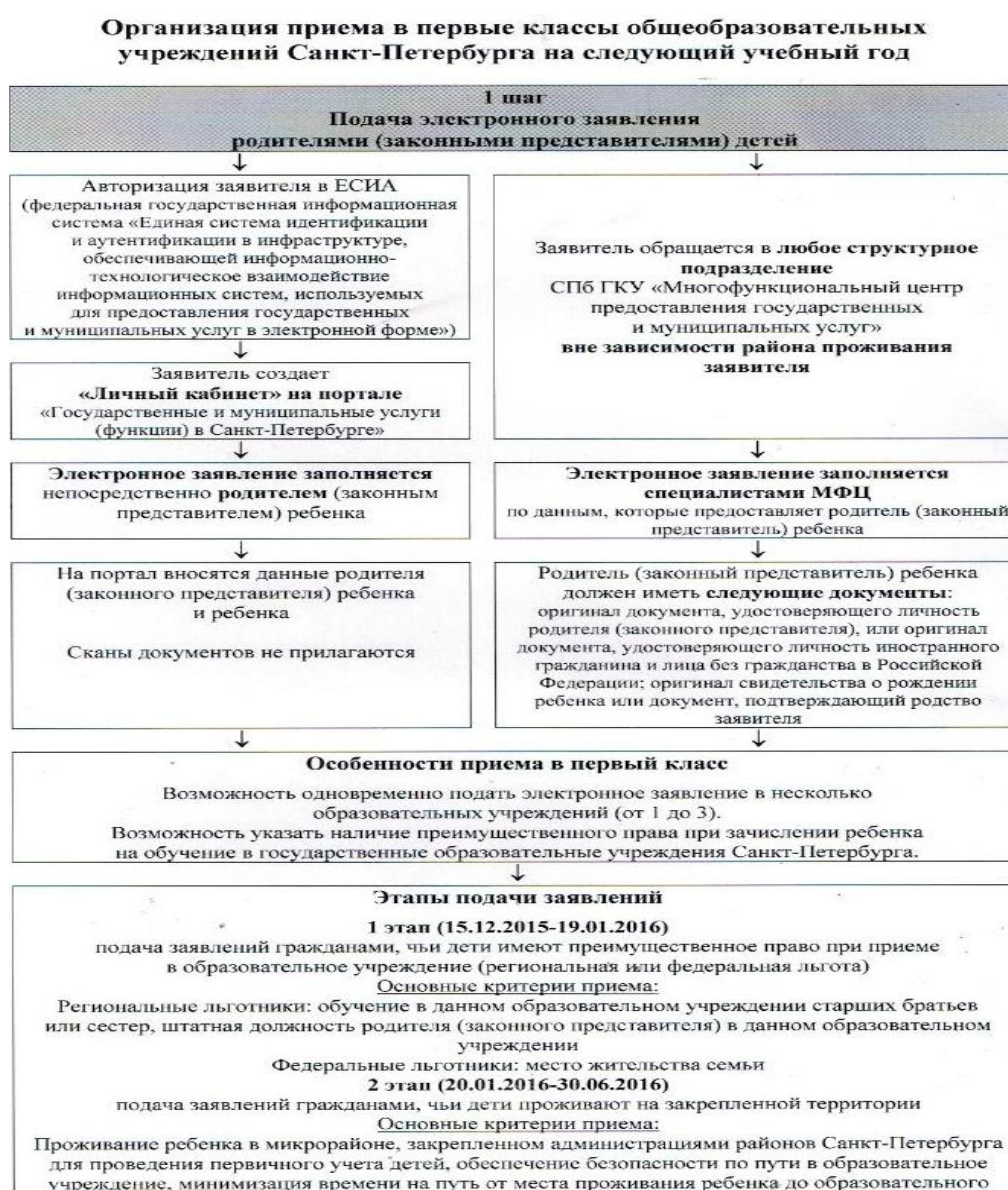 Организация приема в первые классы общеобразовательных
учреждений Санкт-Петербурга на следующий учебный год
1 шаг
Подача электронного заявления
родителями (законными представителями) детей
↓
Авторизация заявителя в ЕСИА
(федеральная государственная информационная
система «Единая система идентификации
и аутентификации в инфраструктуре,
обеспечивающей информационно-
технологическое взаимодействие
информационных систем, используемых
для предоставления государственных
и муниципальных услуг в электронной форме»)
↓
Заявитель создает
«Личный кабинет» на портале
«Государственные и муниципальные услуги
(функции) в Санкт-Петербурге»
↓
Электронное заявление заполняется
непосредственно родителем (законным
представителем) ребенка
↓
На портал вносятся данные родителя
(законного представителя) ребенка
и ребенка
Сканы документов не прилагаются
↓
↓
Заявитель обращается в любое структурное
подразделение
СПб ГКУ «Многофункциональный центр
предоставления государственных
и муниципальных услуг»
вне зависимости района проживания
заявителя
↓
Электронное заявление заполняется
специалистами МФЦ
по данным, которые предоставляет родитель (законный
представитель) ребенка
↓
Родитель (законный представитель) ребенка
должен иметь следующие документы:
оригинал документа, удостоверяющего личность
родителя (законного представителя), или оригинал
документа, удостоверяющего личность иностранного
гражданина и лица без гражданства в Российской
Федерации; оригинал свидетельства о рождении
ребенка или документ, подтверждающий родство
заявителя
↓
Особенности приема в первый класс
Возможность одновременно подать электронное заявление в несколько
образовательных учреждений (от 1 до 3).
Возможность указать наличие преимущественного права при зачислении ребенка
на обучение в государственные образовательные учреждения Санкт-Петербурга.
↓
Этапы подачи заявлений
1 этап (15.12.2015-19.01.2016)
подача заявлений гражданами, чьи дети имеют преимущественное право при приеме
в образовательное учреждение (региональная или федеральная льгота)
Основные критерии приема:
Региональные льготники: обучение в данном образовательном учреждении старших братьев
или сестер, штатная должность родителя (законного представителя) в данном образовательном
учреждении
Федеральные льготники: место жительства семьи
2 этап (20.01.2016-30.06.2016)
подача заявлений гражданами, чьи дети проживают на закрепленной территории
Основные критерии приема:
Проживание ребенка в микрорайоне, закрепленном администрациями районов Санкт-Петербурга
для проведения первичного учета детей, обеспечение безопасности по пути в образовательное
учреждение, минимизация времени на путь от места проживания ребенка до образовательного